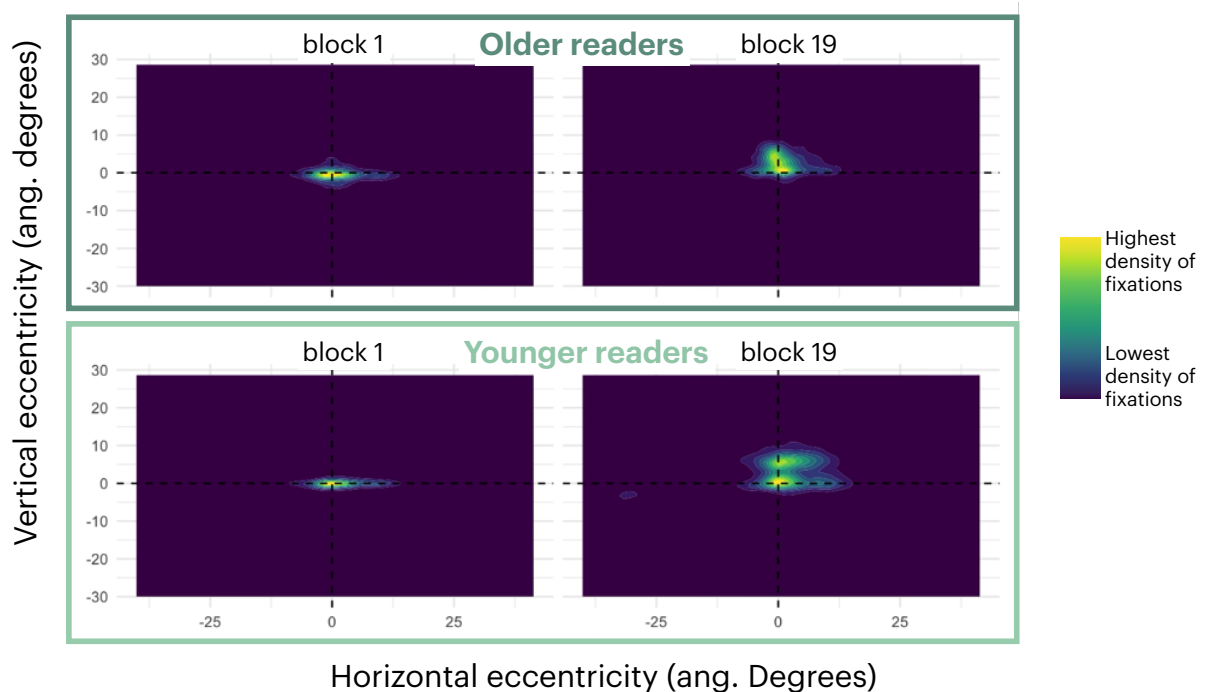 Vertical eccentricity (ang. degrees)
block 1
Older readers
block 19
30
20
10
0
-10
-20
-30
block 1
Younger readers
block 19
30
20
10
0
-10
-20
-30
-25
0
25
-25
0
25
Horizontal eccentricity (ang. Degrees)
Highest
density of
fixations
Lowest
density of
fixations